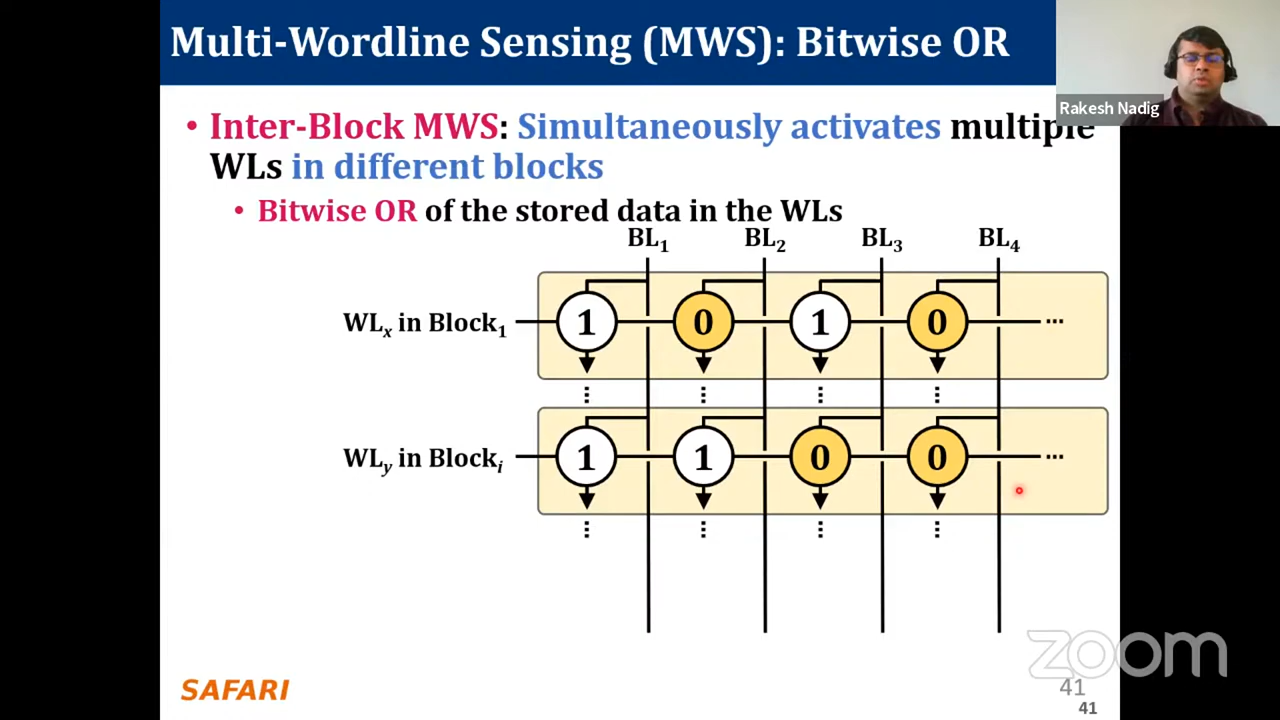 Multi-Wordline Sensing (MWS): Bitwise OR
Rakesh Nadig
• Inter-Block MWS: Simultaneously activates multiple
WLs in different blocks
• Bitwise OR of the stored data in the WLs
BL1 BL2 BL3 BL4
WLx in Block1 1 0 1 0 ...
WLy in Blocki 1 1 0 0 ...
zoom
SAFARI
41
41